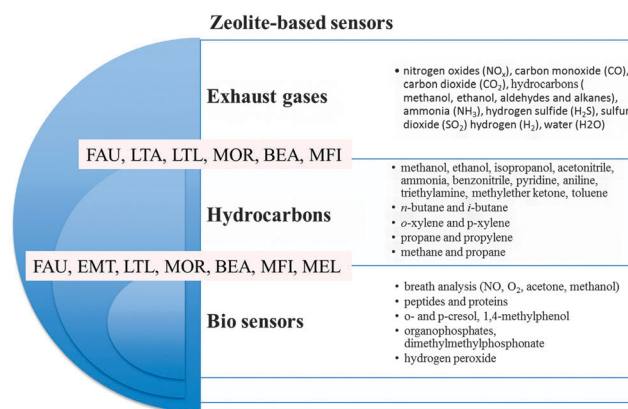 Zeolite-based sensors
Exhaust gases
• nitrogen oxides (NOx), carbon monoxide (CO),
carbon dioxide (CO2), hydrocarbons (
methanol, ethanol, aldehydes and alkanes),
ammonia (NH3), hydrogen sulfide (H2S), sulfur
dioxide (SO2) hydrogen (H2), water (H2O)
FAU, LTA, LTL, MOR, BEA, MFI
Hydrocarbons
• methanol, ethanol, isopropanol, acetonitrile,
ammonia, benzonitrile, pyridine, aniline,
triethylamine, methylether ketone, toluene
• n-butane and i-butane
• o-xylene and p-xylene
• propane and propylene
• methane and propane
FAU, EMT, LTL, MOR, BEA, MFI, MEL
Bio sensors
• breath analysis (NO, O2, acetone, methanol)
• peptides and proteins
• o- and p-cresol, 1,4-methylphenol
• organophosphates,
dimethylmethylphosphonate
• hydrogen peroxide